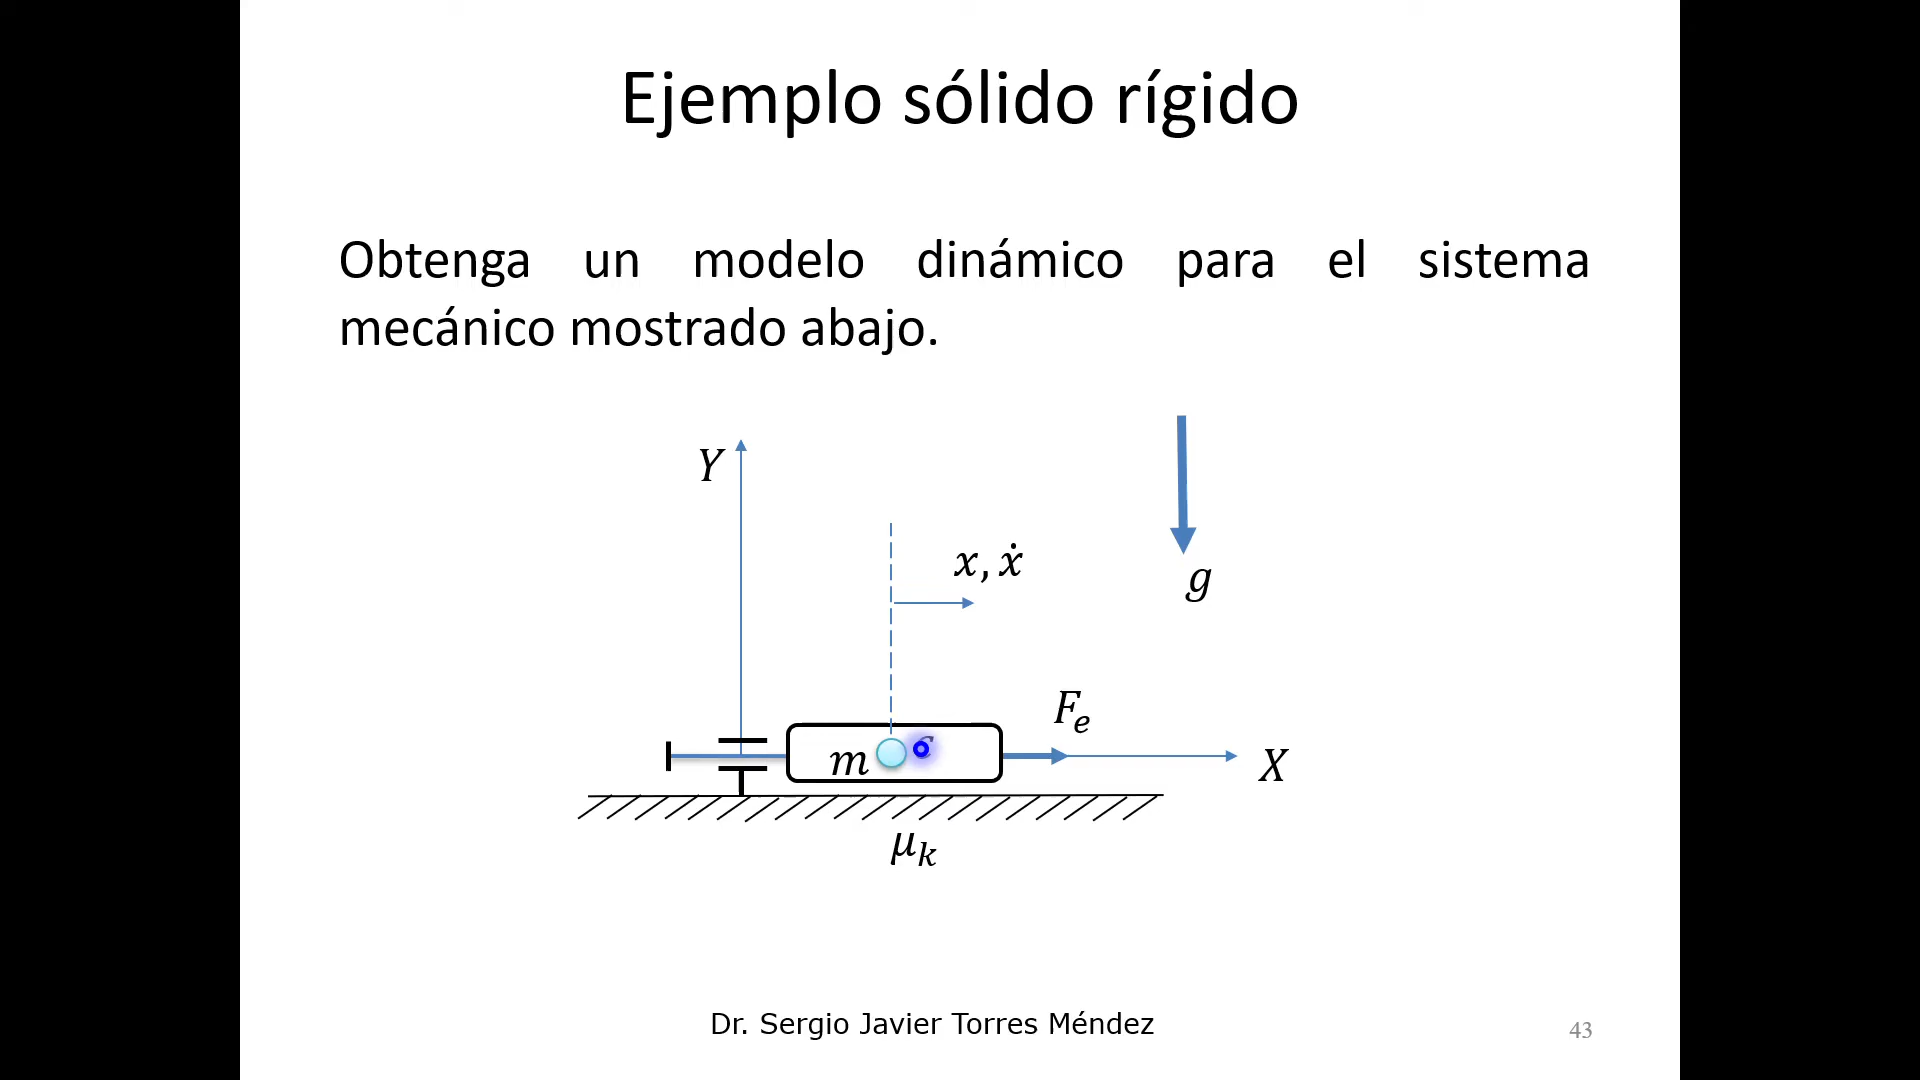 Ejemplo sólido rígido
Obtenga un modelo dinámico para el sistema
mecánico mostrado abajo.
Y
x, ẋ
g
Fₑ
m
X
μₖ
Dr. Sergio Javier Torres Méndez
43